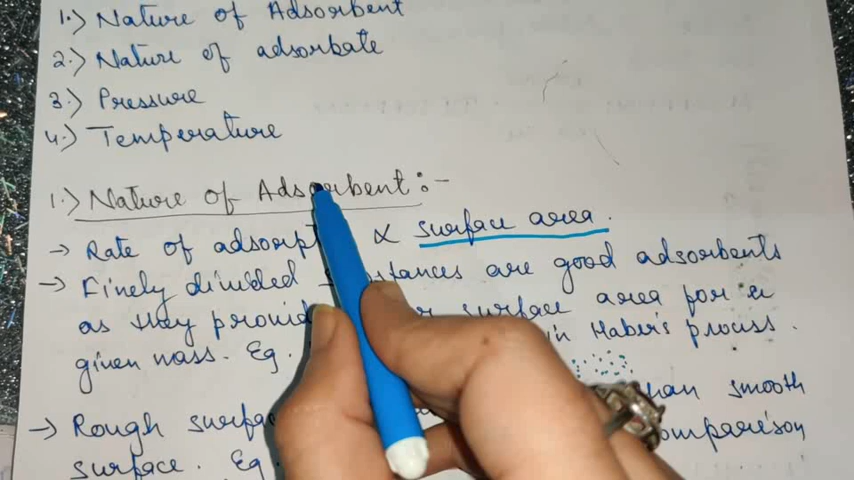 1.) Nature of Adsorbent
2.) Nature of adsorbate
3.) Pressure
4.) Temperature
1.) Nature of Adsorbent :-
→ Rate of adsorpt ∝ surface area.
→ Finely divided substances are good adsorbents
as they provid surface area for a
given mass. Eg. in Haber's process.
→ Rough surfa than smooth
surface. Eg comparison